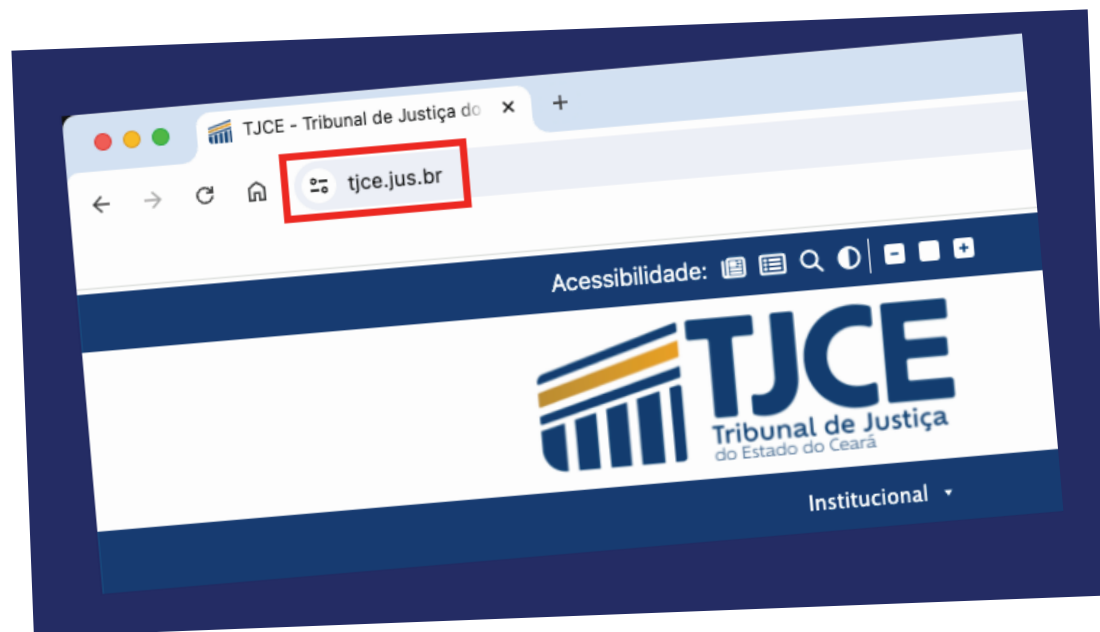 TJCE - Tribunal de Justiça do
tjce.jus.br
Acessibilidade:
TJCE
Tribunal de Justiça
do Estado do Ceará
Institucional